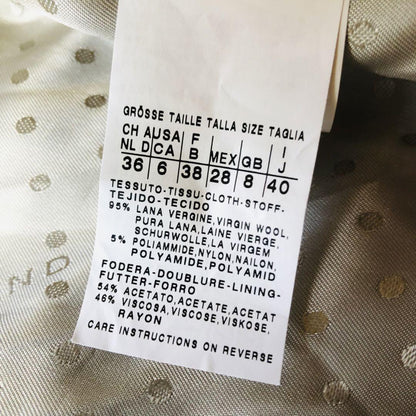 GRÖSSE TAILLE TALLA SIZE TAGLIA
CH A USA F I
NL D CA B MEX GB J
36 6 38 28 8 40
TESSUTO-TISSU-CLOTH-STOFF-
TEJIDO-TECIDO
95% LANA VERGINE, VIRGIN WOOL,
PURA LANA, LAINE VIERGE,
SCHURWOLLE, LA VIRGEM
5% POLIAMMIDE, NYLON, NAILON,
POLYAMIDE, POLYAMID
FODERA-DOUBLURE-LINING-
FUTTER-FORRO
54% ACETATO, ACETATE, ACETAT
46% VISCOSA, VISCOSE, VISKOSE,
RAYON
CARE INSTRUCTIONS ON REVERSE
N D